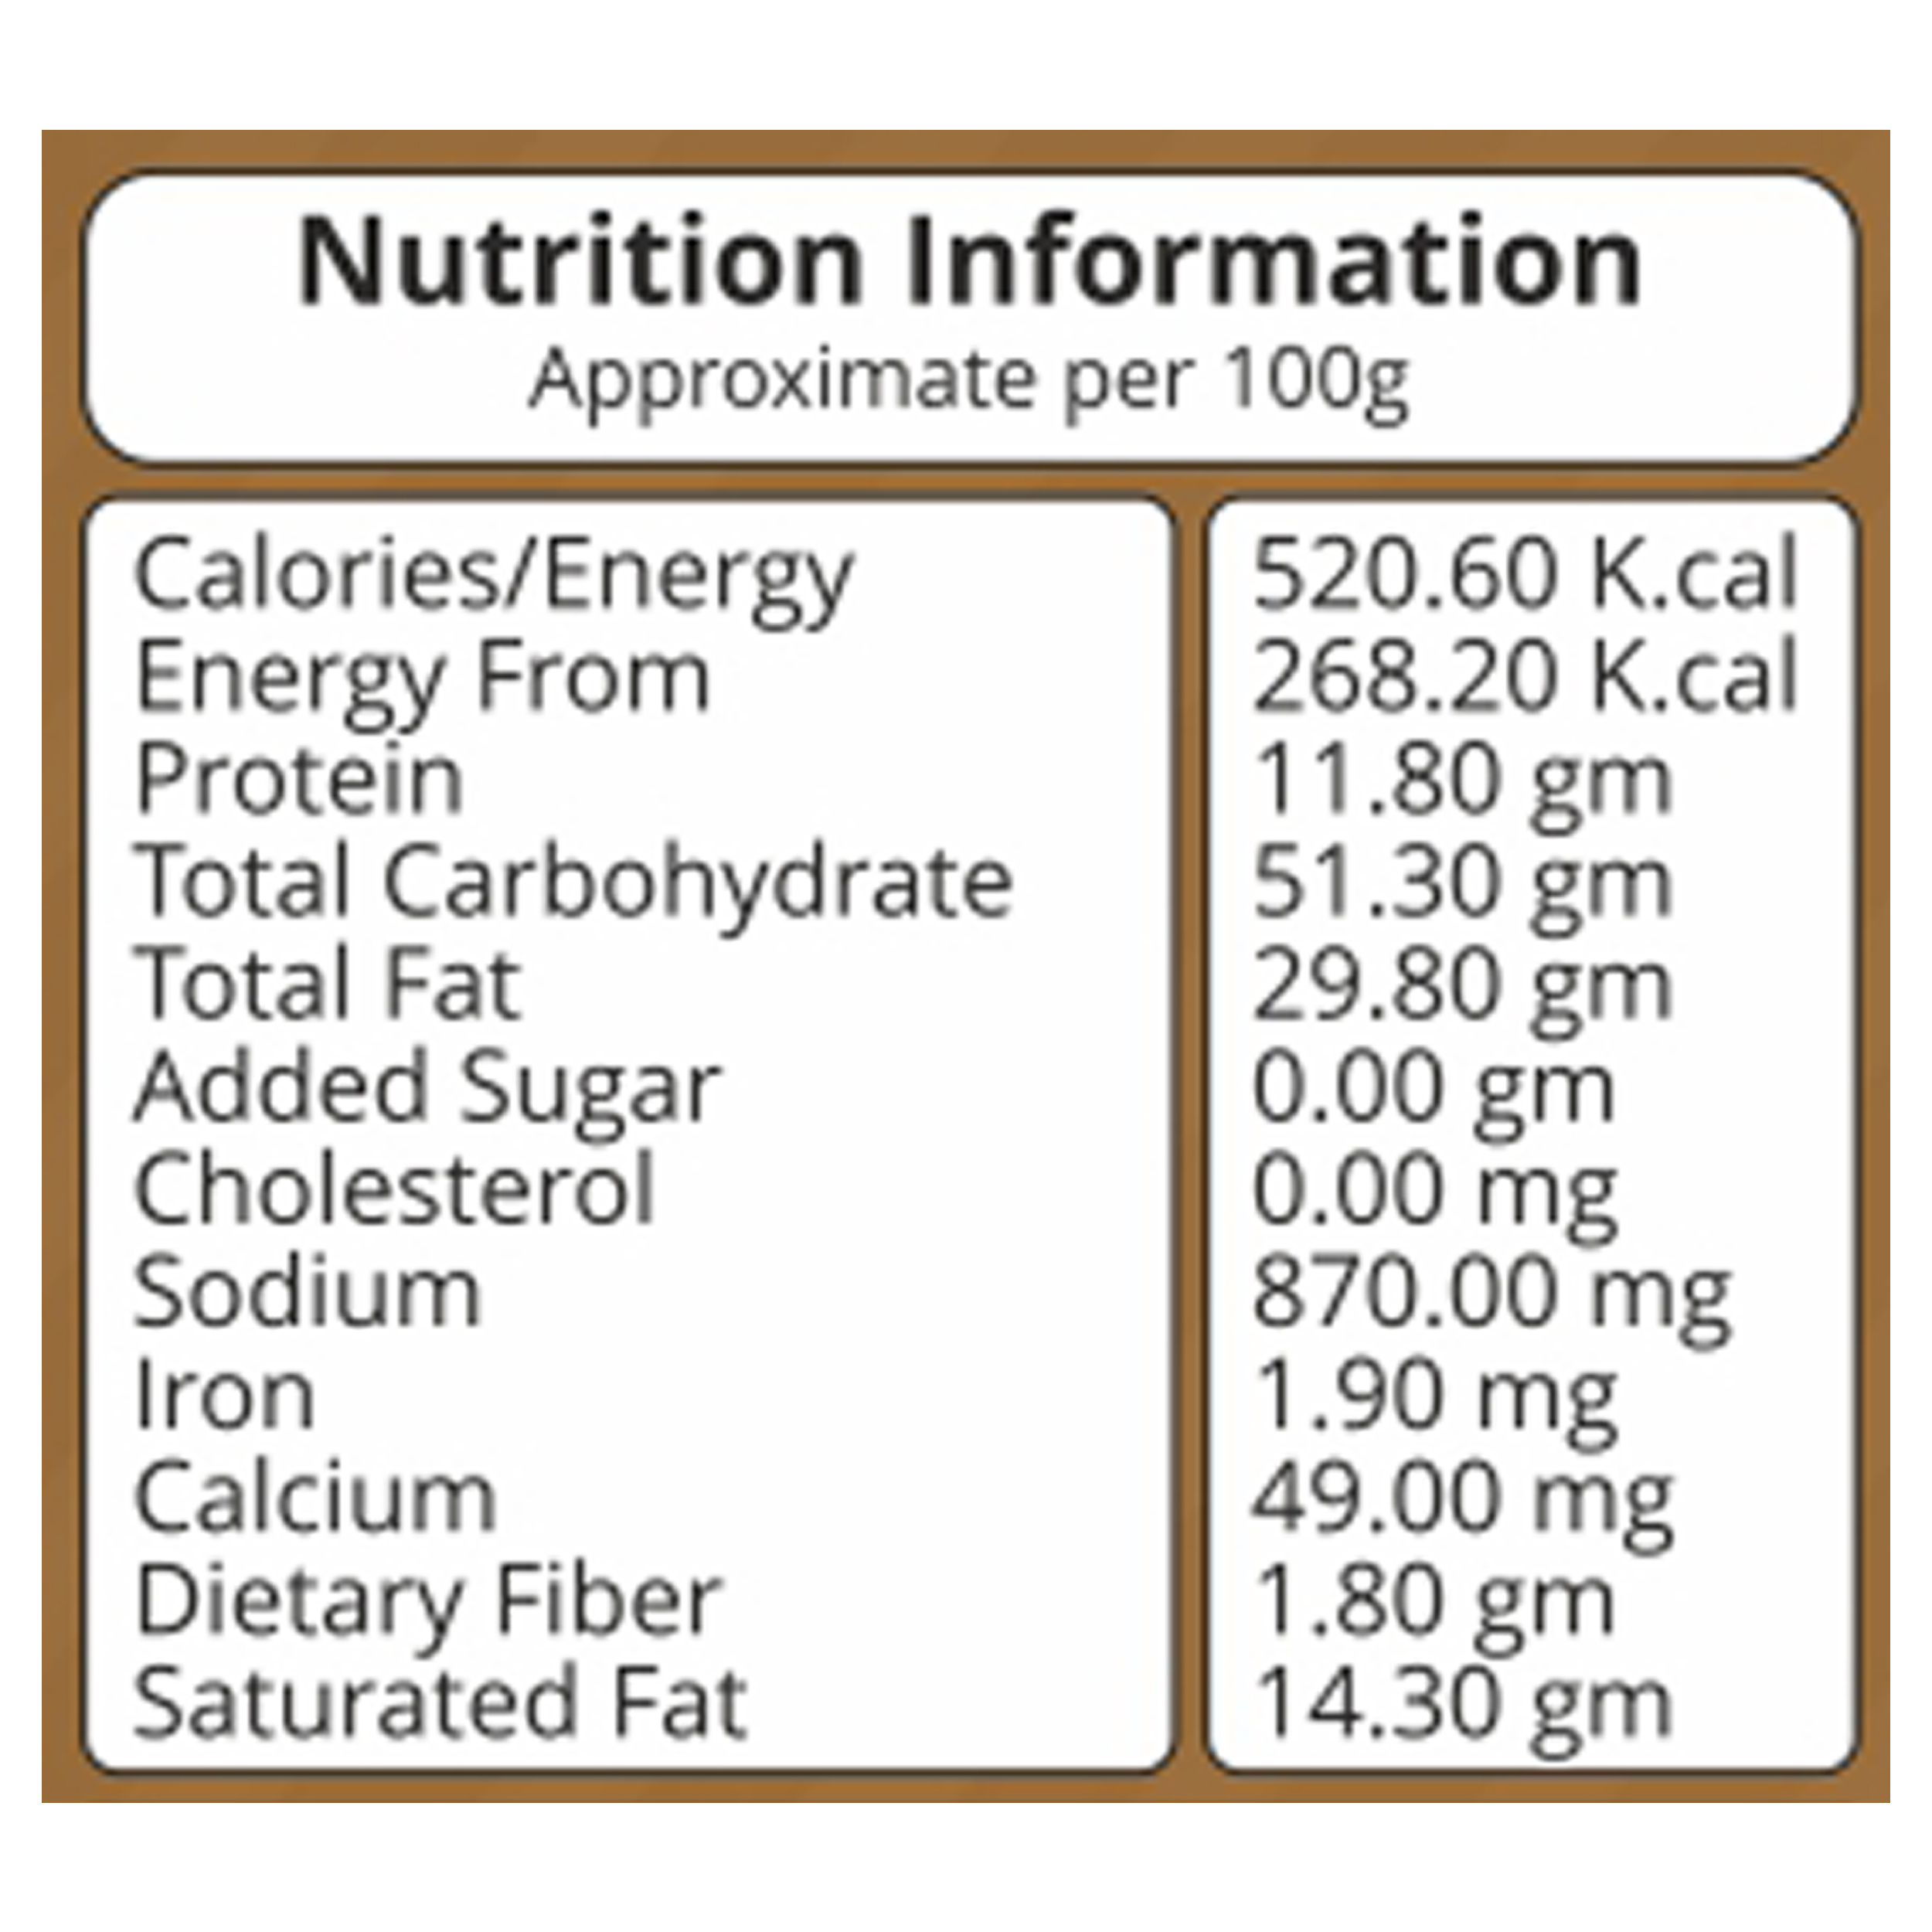 Nutrition Information
Approximate per 100g
Calories/Energy 520.60 K.cal
Energy From 268.20 K.cal
Protein 11.80 gm
Total Carbohydrate 51.30 gm
Total Fat 29.80 gm
Added Sugar 0.00 gm
Cholesterol 0.00 mg
Sodium 870.00 mg
Iron 1.90 mg
Calcium 49.00 mg
Dietary Fiber 1.80 gm
Saturated Fat 14.30 gm